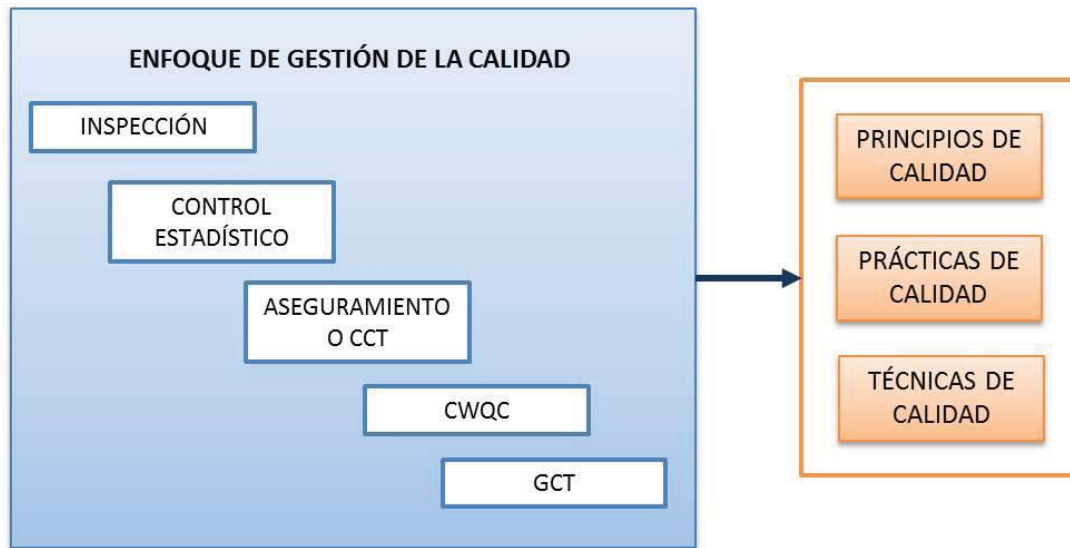 ENFOQUE DE GESTIÓN DE LA CALIDAD
INSPECCIÓN
CONTROL
ESTADÍSTICO
ASEGURAMIENTO
O CCT
CWQC
GCT
PRINCIPIOS DE
CALIDAD
PRÁCTICAS DE
CALIDAD
TÉCNICAS DE
CALIDAD